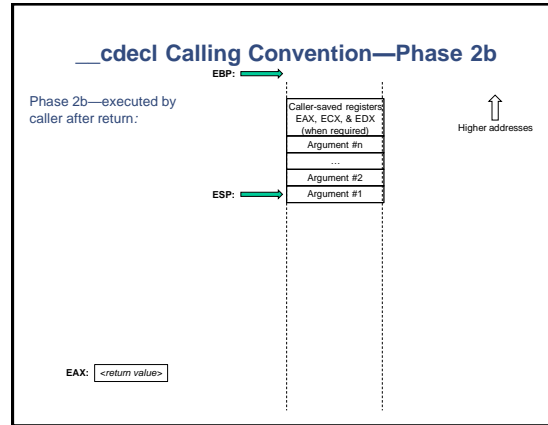 __cdecl Calling Convention—Phase 2b
EBP:
Phase 2b—executed by
caller after return:
Caller-saved registers
EAX, ECX, & EDX
(when required)
Higher addresses
Argument #n
...
Argument #2
ESP:
Argument #1
EAX:
<return value>